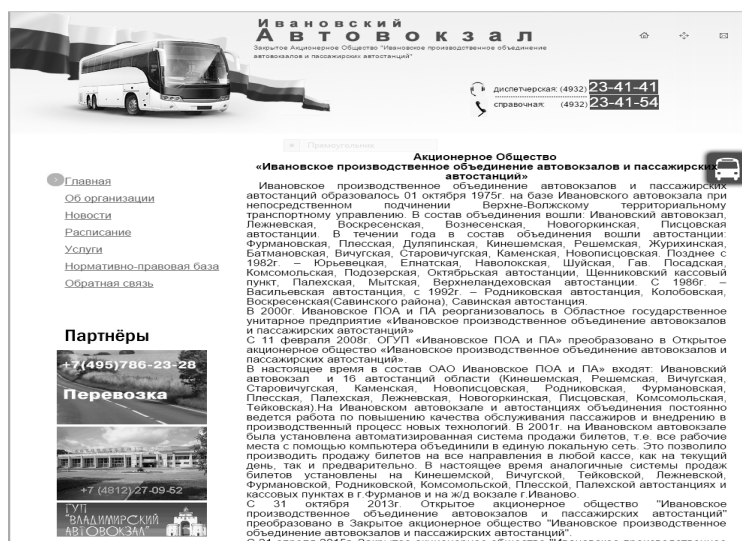 Ивановский
Автовокзал
Закрытое Акционерное Общество "Ивановское производственное объединение
автовокзалов и пассажирских автостанций"
диспетчерская: (4932) 23-41-41
справочная: (4932) 23-41-54
Прямоугольник
Главная
Об организации
Новости
Расписание
Услуги
Нормативно-правовая база
Обратная связь
Партнёры
+7(495)786-23-28
Перевозка
+7 (4812) 27-09-52
ГУП
"ВЛАДИМИРСКИЙ
АВТОВОКЗАЛ"
Акционерное Общество
«Ивановское производственное объединение автовокзалов и пассажирских
автостанций»
Ивановское производственное объединение автовокзалов и пассажирских
автостанций образовалось 01 октября 1975г. на базе Ивановского автовокзала при
непосредственном подчинении Верхне-Волжскому территориальному
транспортному управлению. В состав объединения вошли: Ивановский автовокзал,
Лежневская, Воскресенская, Вознесенская, Новогоркинская, Писцовская
автостанции. В течении года в состав объединения вошли автостанции:
Фурмановская, Плесская, Дуляпинская, Кинешемская, Решемская, Журихинская,
Батмановская, Вичугская, Старовичугская, Каменская, Новописцовская. Позднее с
1982г. – Юрьевецкая, Елнатская, Наволокская, Шуйская, Гав. Посадская,
Комсомольская, Подозерская, Октябрьская автостанции, Щенниковский кассовый
пункт, Палехская, Мытская, Верхнеландеховская автостанции. С 1986г. –
Васильевская автостанция, с 1992г. – Родниковская автостанция, Колобовская,
Воскресенская(Савинского района), Савинская автостанция.
В 2000г. Ивановское ПОА и ПА реорганизовалось в Областное государственное
унитарное предприятие «Ивановское производственное объединение автовокзалов
и пассажирских автостанций»
С 11 февраля 2008г. ОГУП «Ивановское ПОА и ПА» преобразовано в Открытое
акционерное общество «Ивановское производственное объединение автовокзалов и
пассажирских автостанций».
В настоящее время в состав ОАО Ивановское ПОА и ПА» входят: Ивановский
автовокзал и 16 автостанций области (Кинешемская, Решемская, Вичугская,
Старовичугская, Каменская, Новописцовская, Родниковская, Фурмановская,
Плесская, Палехская, Лежневская, Новогоркинская, Писцовская, Комсомольская,
Тейковская).На Ивановском автовокзале и автостанциях объединения постоянно
ведется работа по повышению качества обслуживания пассажиров и внедрению в
производственный процесс новых технологий. В 2001г. на Ивановском автовокзале
была установлена автоматизированная система продажи билетов, т.е. все рабочие
места с помощью компьютера объединили в единую локальную сеть. Это позволило
производить продажу билетов на все направления в любой кассе, как на текущий
день, так и предварительно. В настоящее время аналогичные системы продаж
билетов установлены на Кинешемской, Вичугской, Тейковской, Лежневской,
Фурмановской, Родниковской, Комсомольской, Плесской, Палехской автостанциях и
кассовых пунктах в г.Фурманов и на ж/д вокзале г.Иваново.
С 31 октября 2013г. Открытое акционерное общество "Ивановское
производственное объединение автовокзалов и пассажирских автостанций"
преобразовано в Закрытое акционерное общество "Ивановское производственное
объединение автовокзалов и пассажирских автостанций".